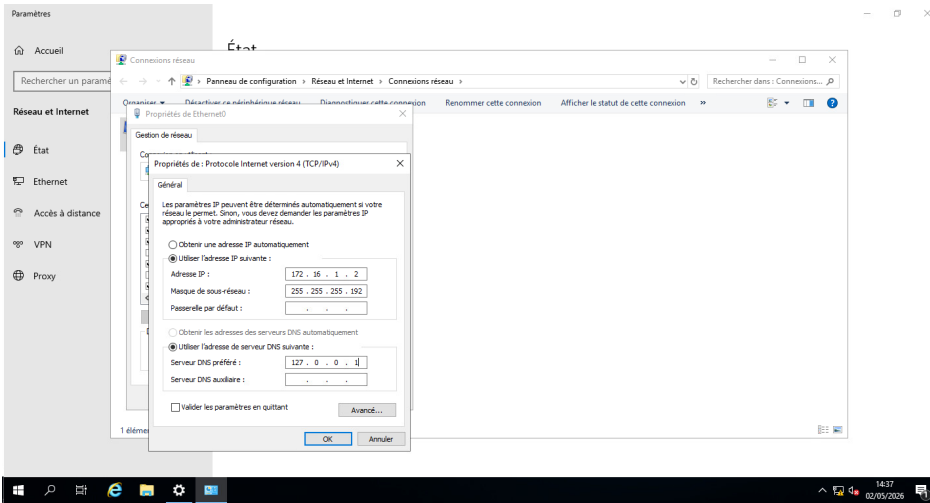 Paramètres
Accueil
Rechercher un paramè
Réseau et Internet
État
Ethernet
Accès à distance
VPN
Proxy
État
Connexions réseau
Panneau de configuration › Réseau et Internet › Connexions réseau ›
Rechercher dans : Connexions...
Organiser Désactiver ce périphérique réseau Diagnostiquer cette connexion Renommer cette connexion Afficher le statut de cette connexion »
Propriétés de Ethernet0
Gestion de réseau
Propriétés de : Protocole Internet version 4 (TCP/IPv4)
Général
Les paramètres IP peuvent être déterminés automatiquement si votre
réseau le permet. Sinon, vous devez demander les paramètres IP
appropriés à votre administrateur réseau.
Obtenir une adresse IP automatiquement
Utiliser l'adresse IP suivante :
Adresse IP : 172 . 16 . 1 . 2
Masque de sous-réseau : 255 . 255 . 255 . 192
Passerelle par défaut : . . .
Obtenir les adresses des serveurs DNS automatiquement
Utiliser l'adresse de serveur DNS suivante :
Serveur DNS préféré : 127 . 0 . 0 . 1
Serveur DNS auxiliaire : . . .
Valider les paramètres en quittant
Avancé...
OK Annuler
1 élémen
14:37
02/05/2026